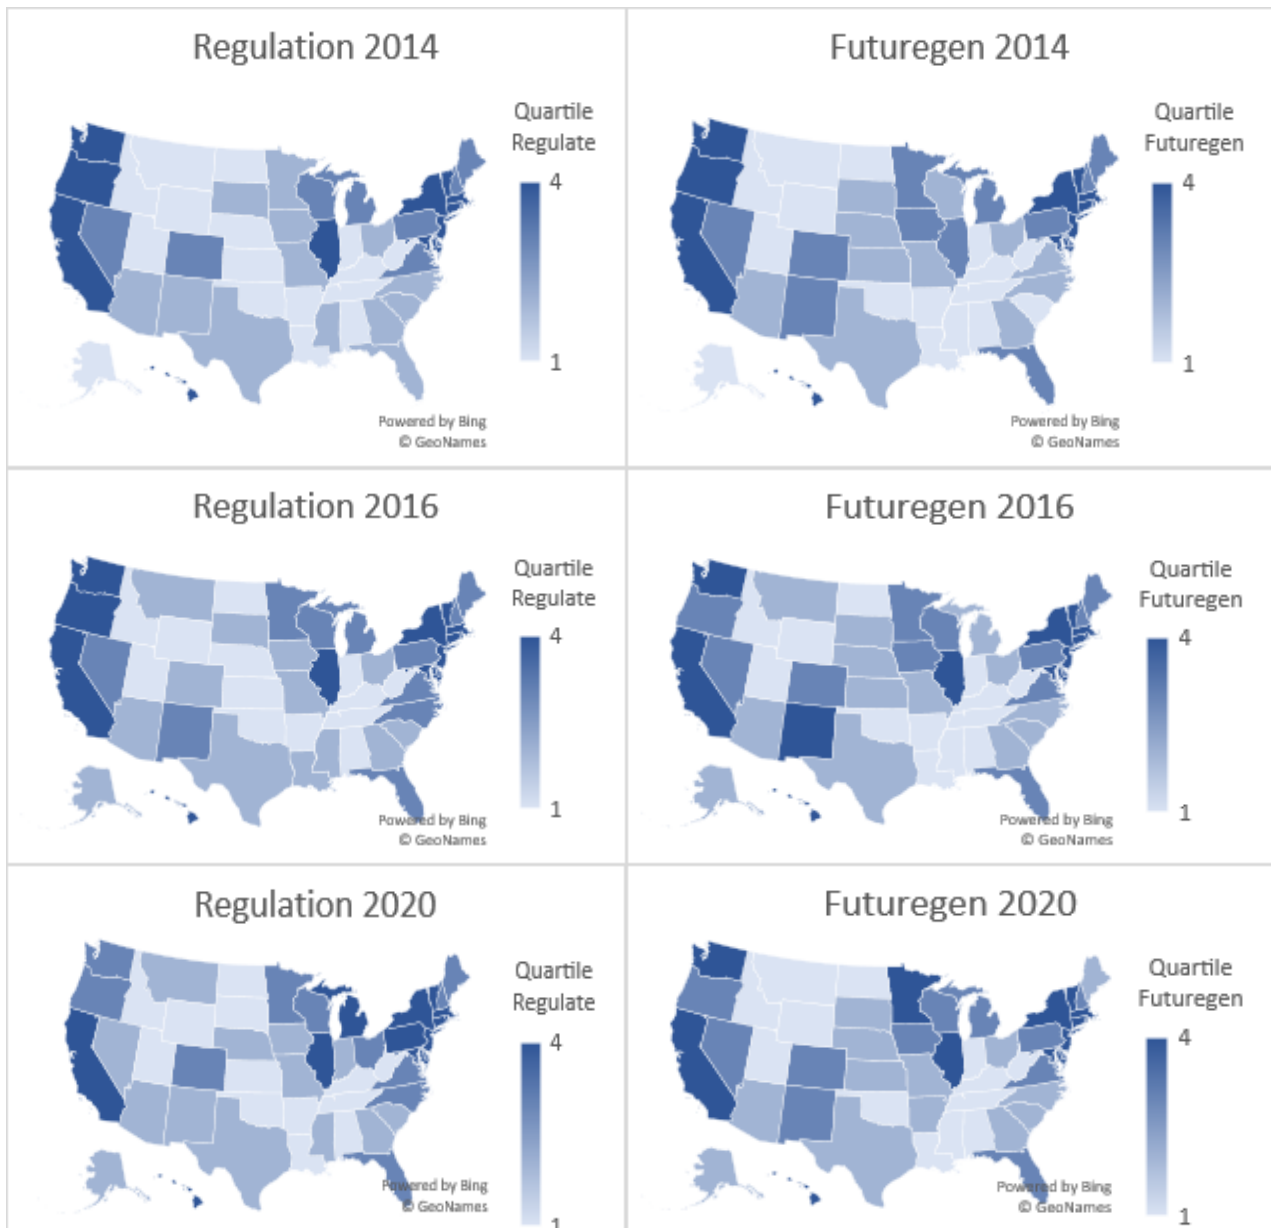 Regulation 2014
Quartile
Regulate
4
1
Powered by Bing
© GeoNames
Futuregen 2014
Quartile
Futuregen
4
1
Powered by Bing
© GeoNames
Regulation 2016
Quartile
Regulate
4
1
Powered by Bing
© GeoNames
Futuregen 2016
Quartile
Futuregen
4
1
Powered by Bing
© GeoNames
Regulation 2020
Quartile
Regulate
4
1
Powered by Bing
© GeoNames
Futuregen 2020
Quartile
Futuregen
4
1
Powered by Bing
© GeoNames